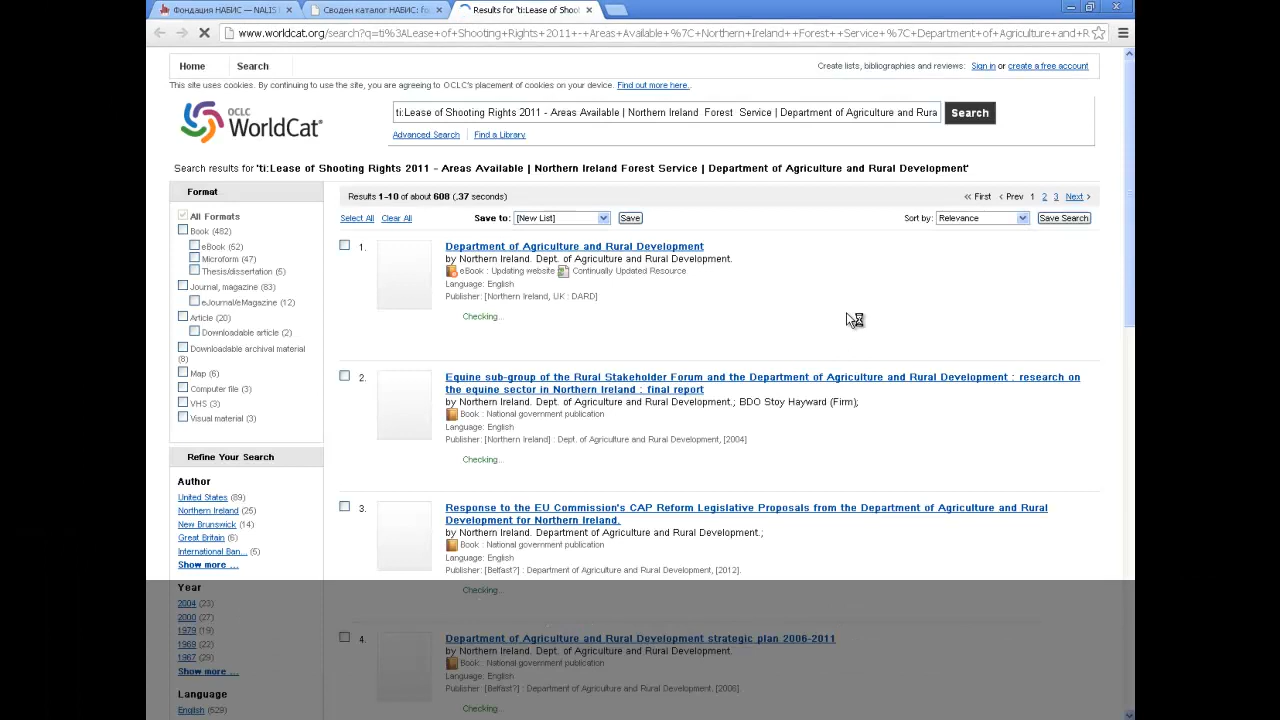 Фондация НАБИС — NALIS
Своден каталог НАБИС: fo
Results for 'ti:Lease of Shoot
www.worldcat.org/search?q=ti%3ALease+of+Shooting+Rights+2011+-+Areas+Available+%7C+Northern+Ireland++Forest++Service+%7C+Department+of+Agriculture+and+R
Home
Search
Create lists, bibliographies and reviews: Sign in or create a free account
This site uses cookies. By continuing to use the site, you are agreeing to OCLC's placement of cookies on your device. Find out more here.
OCLC
WorldCat
ti:Lease of Shooting Rights 2011 - Areas Available | Northern Ireland Forest Service | Department of Agriculture and Rura
Search
Advanced Search
Find a Library
Search results for 'ti:Lease of Shooting Rights 2011 - Areas Available | Northern Ireland Forest Service | Department of Agriculture and Rural Development'
Format
All Formats
Book (482)
eBook (62)
Microform (47)
Thesis/dissertation (5)
Journal, magazine (83)
eJournal/eMagazine (12)
Article (20)
Downloadable article (2)
Downloadable archival material
(8)
Map (6)
Computer file (3)
VHS (3)
Visual material (3)
Refine Your Search
Author
United States (89)
Northern Ireland (25)
New Brunswick (14)
Great Britain (6)
International Ban... (5)
Show more ...
Year
2004 (23)
2000 (27)
1979 (19)
1969 (22)
1967 (29)
Show more ...
Language
English (529)
Results 1-10 of about 608 (.37 seconds)
« First ‹ Prev 1 2 3 Next ›
Select All
Clear All
Save to:
[New List]
Save
Sort by:
Relevance
Save Search
1.
Department of Agriculture and Rural Development
by Northern Ireland. Dept. of Agriculture and Rural Development.
eBook : Updating website Continually Updated Resource
Language: English
Publisher: [Northern Ireland, UK : DARD]
Checking...
2.
Equine sub-group of the Rural Stakeholder Forum and the Department of Agriculture and Rural Development : research on
the equine sector in Northern Ireland : final report
by Northern Ireland. Dept. of Agriculture and Rural Development.; BDO Stoy Hayward (Firm);
Book : National government publication
Language: English
Publisher: [Northern Ireland] : Dept. of Agriculture and Rural Development, [2004]
Checking...
3.
Response to the EU Commission's CAP Reform Legislative Proposals from the Department of Agriculture and Rural
Development for Northern Ireland.
by Northern Ireland. Department of Agriculture and Rural Development.;
Book : National government publication
Language: English
Publisher: [Belfast?] : Department of Agriculture and Rural Development, [2012].
Checking...
4.
Department of Agriculture and Rural Development strategic plan 2006-2011
by Northern Ireland. Dept. of Agriculture and Rural Development.
Book : National government publication
Language: English
Publisher: [Belfast?] : Department of Agriculture and Rural Development, [2006]
Checking...